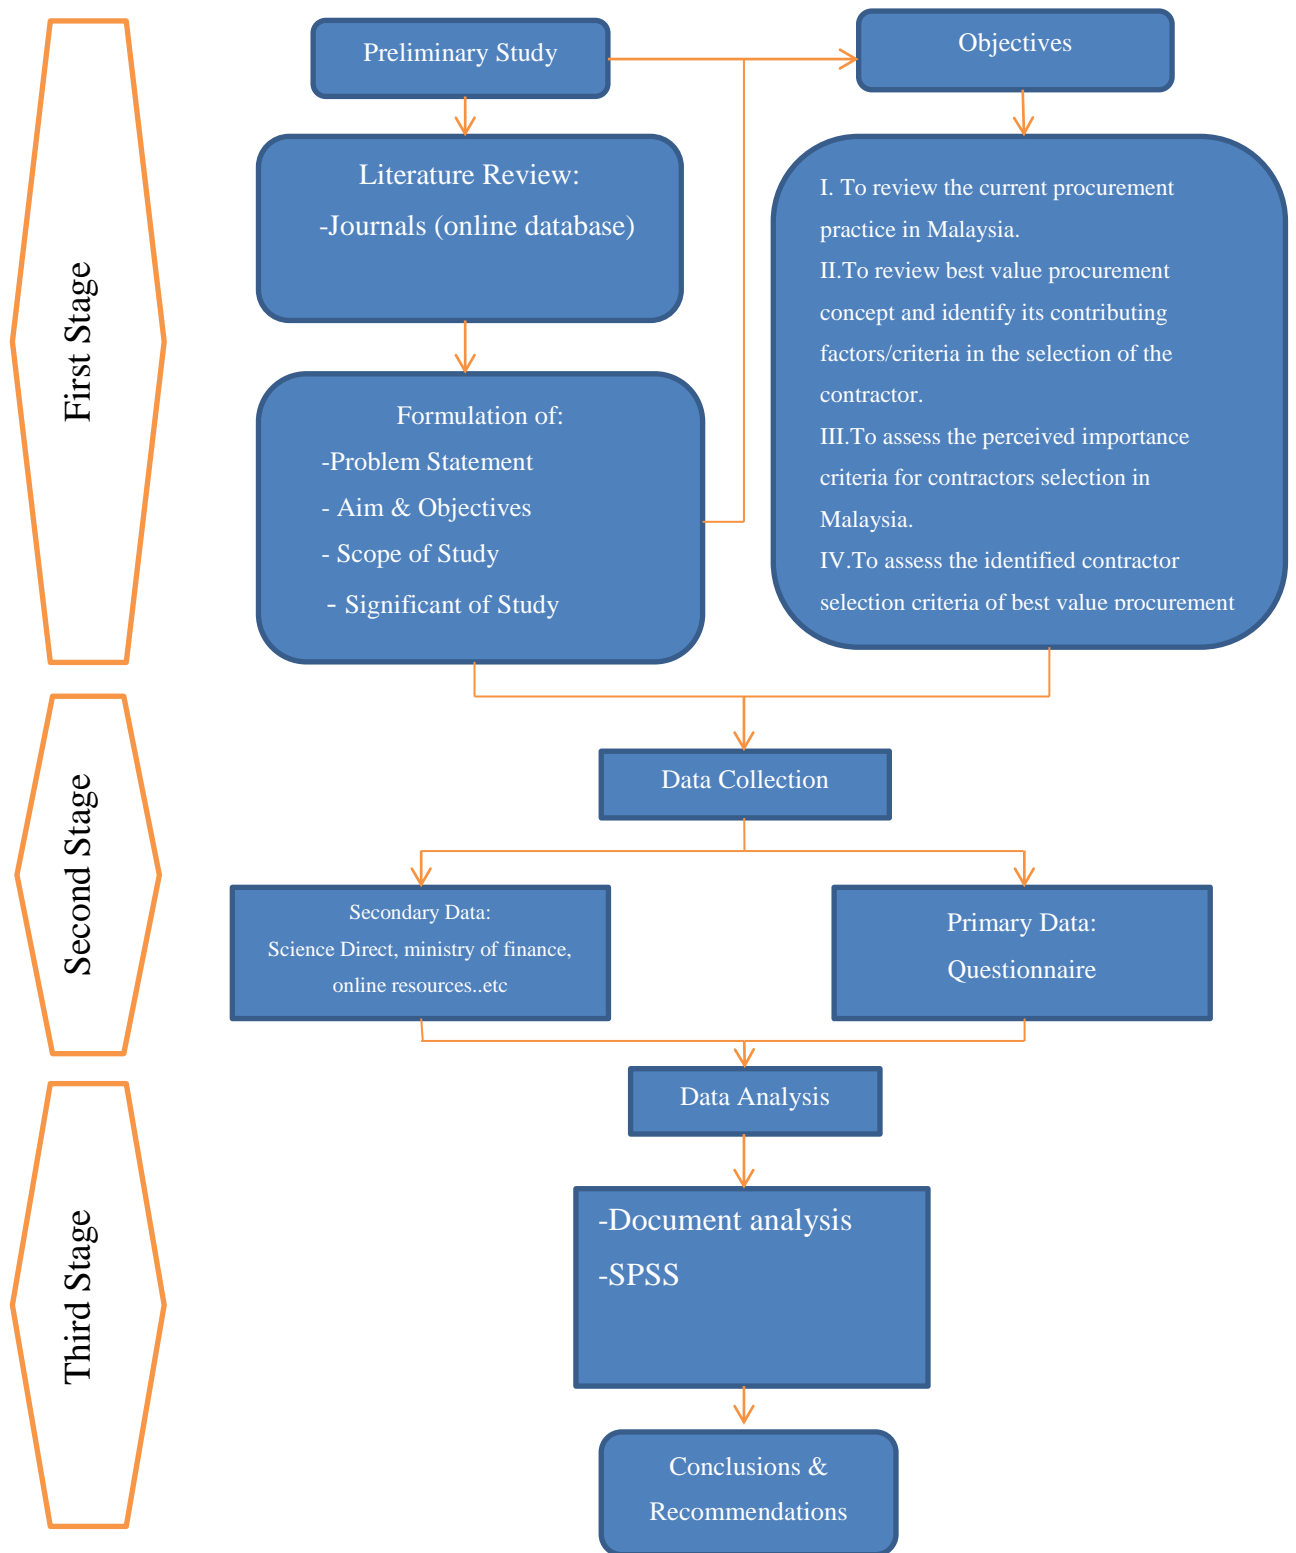 First Stage
Preliminary Study
Objectives
Literature Review:
-Journals (online database)
Formulation of:
-Problem Statement
- Aim & Objectives
- Scope of Study
- Significant of Study
I. To review the current procurement
practice in Malaysia.
II.To review best value procurement
concept and identify its contributing
factors/criteria in the selection of the
contractor.
III.To assess the perceived importance
criteria for contractors selection in
Malaysia.
IV.To assess the identified contractor
selection criteria of best value procurement
Second Stage
Data Collection
Secondary Data:
Science Direct, ministry of finance,
online resources..etc
Primary Data:
Questionnaire
Third Stage
Data Analysis
-Document analysis
-SPSS
Conclusions &
Recommendations